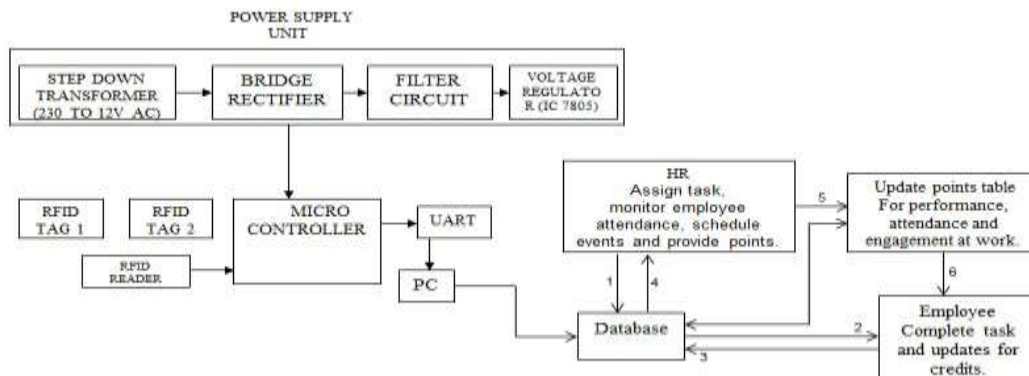 POWER SUPPLY
UNIT
STEP DOWN
TRANSFORMER
(230 TO 12V AC)
BRIDGE
RECTIFIER
FILTER
CIRCUIT
VOLTAGE
REGULATO
R (IC 7805)
RFID
TAG 1
RFID
TAG 2
RFID
READER
MICRO
CONTROLLER
UART
PC
HR
Assign task,
monitor employee
attendance, schedule
events and provide points.
5
Update points table
For performance,
attendance and
engagement at work.
1
4
6
Database
2
3
Employee
Complete task
and updates for
credits.